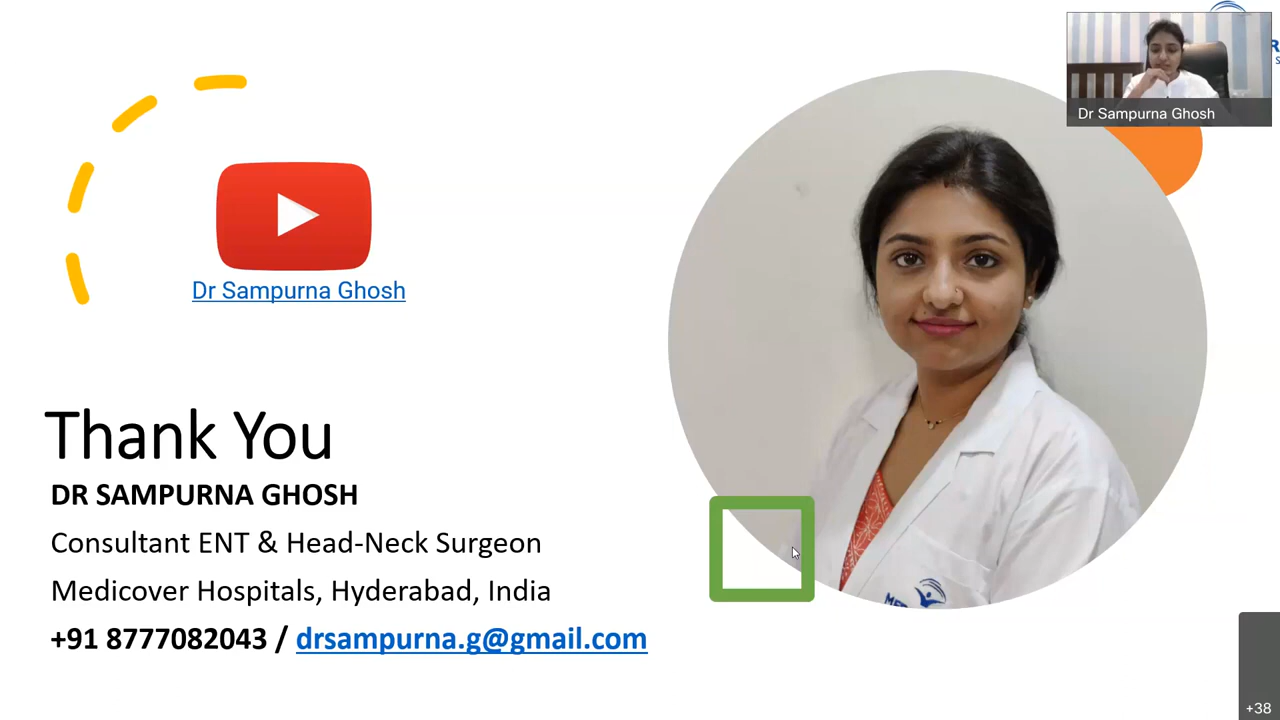 Dr Sampurna Ghosh
Dr Sampurna Ghosh
Thank You
DR SAMPURNA GHOSH
Consultant ENT & Head-Neck Surgeon
Medicover Hospitals, Hyderabad, India
+91 8777082043 / drsampurna.g@gmail.com
+38